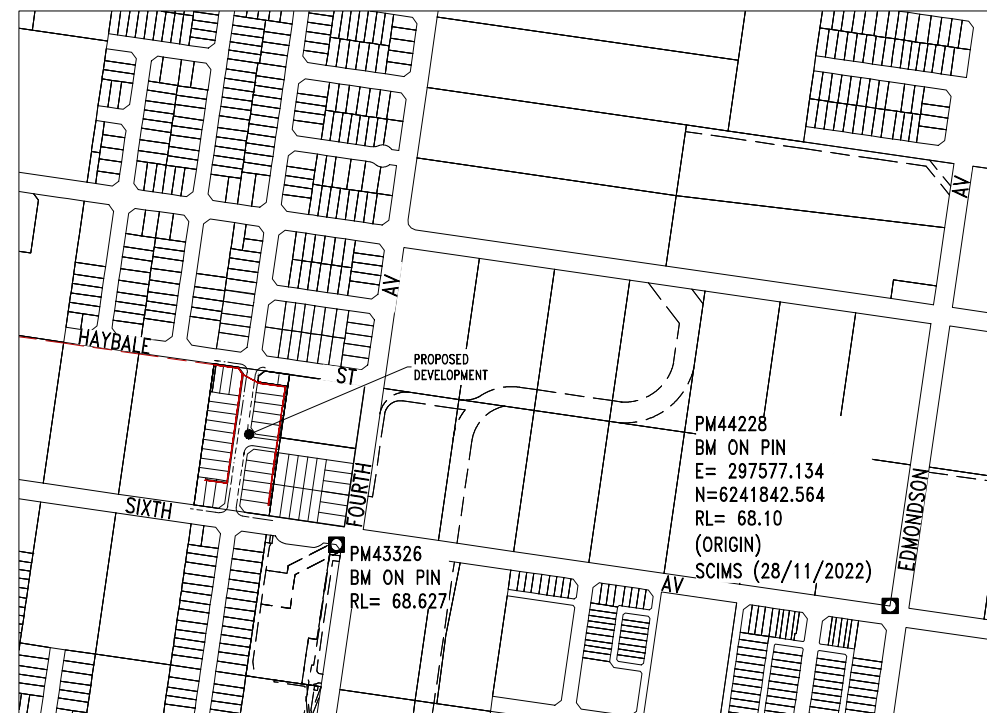 AV
AV
HAYBALE
ST
PROPOSED
DEVELOPMENT
PM44228
BM ON PIN
E= 297577.134
N=6241842.564
RL= 68.10
(ORIGIN)
SCIMS (28/11/2022)
FOURTH
EDMONDSON
SIXTH
PM43326
BM ON PIN
RL= 68.627
AV